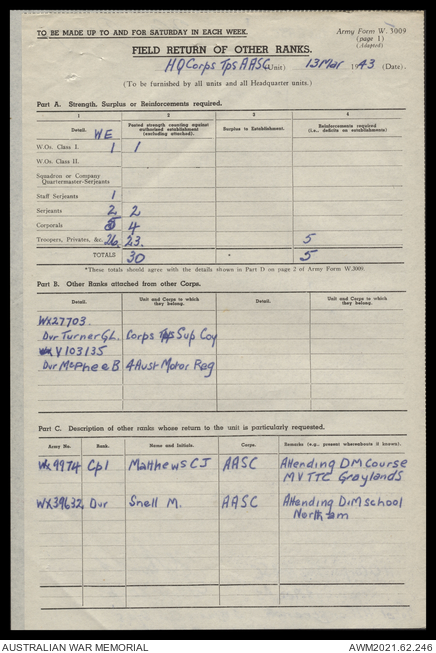 TO BE MADE UP TO AND FOR SATURDAY IN EACH WEEK.
Army Form W. 3009
(page 1)
(Adapted)
FIELD RETURN OF OTHER RANKS.
HQ Corps Tps AASC (Unit) 13 Mar 1943 (Date).
(To be furnished by all units and all Headquarter units.)
Part A. Strength, Surplus or Reinforcements required.
1 2 3 4
Detail. WE
Posted strength counting against authorised establishment (excluding attached).
Surplus to Establishment.
Reinforcements required (i.e., deficits on establishments)
W.Os. Class I. 1 1
W.Os. Class II.
Squadron or Company
Quartermaster-Serjeants
Staff Serjeants 1
Serjeants 2 2
Corporals 5 4
Troopers, Privates, &c. 26. 23. 5
TOTALS 30 5
*These totals should agree with the details shown in Part D on page 2 of Army Form W.3009.
Part B. Other Ranks attached from other Corps.
Detail. Unit and Corps to which they belong. Detail. Unit and Corps to which they belong.
WX27703.
Dvr Turner G.L. Corps Tps Sup Coy
V103135
Dvr McPhee B 4 Aust Motor Reg
Part C. Description of other ranks whose return to the unit is particularly requested.
Army No. Rank. Name and Initials. Corps. Remarks (e.g., present whereabouts if known).
Wx9974 Cpl Matthews C J AASC Attending DM Course
MVTTC Graylands
WX39632. Dvr Snell M. AASC Attending D&M school
Northam
AUSTRALIAN WAR MEMORIAL
AWM2021.62.246